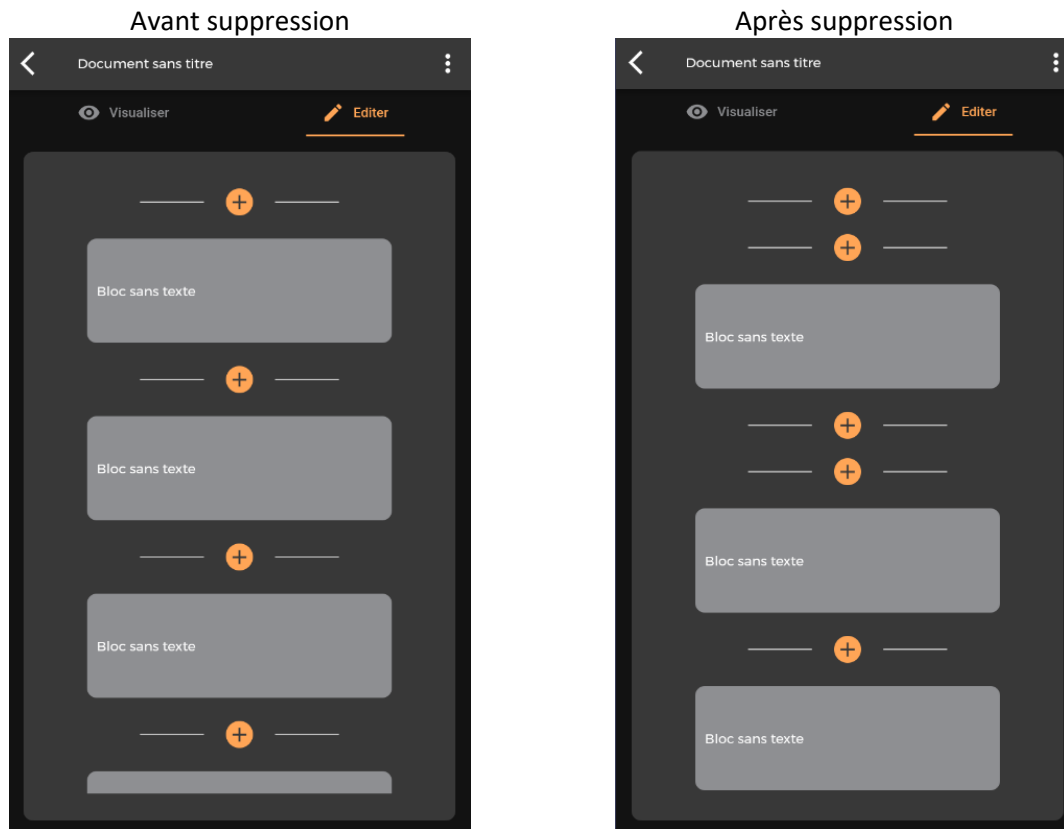 Avant suppression
Document sans titre
Visualiser
Editer
Bloc sans texte
Bloc sans texte
Bloc sans texte
Après suppression
Document sans titre
Visualiser
Editer
Bloc sans texte
Bloc sans texte
Bloc sans texte